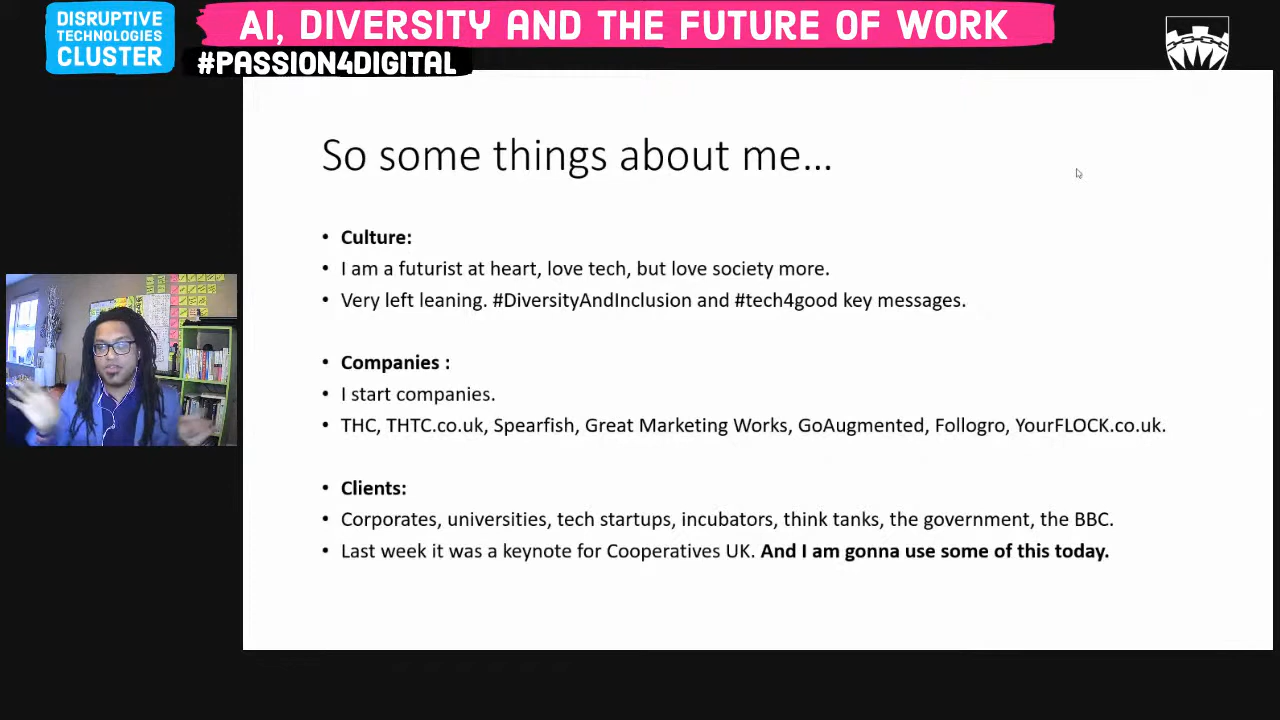 DISRUPTIVE
TECHNOLOGIES
CLUSTER
AI, DIVERSITY AND THE FUTURE OF WORK
#PASSION4DIGITAL
So some things about me...
• Culture:
• I am a futurist at heart, love tech, but love society more.
• Very left leaning. #DiversityAndInclusion and #tech4good key messages.
• Companies :
• I start companies.
• THC, THTC.co.uk, Spearfish, Great Marketing Works, GoAugmented, Follogro, YourFLOCK.co.uk.
• Clients:
• Corporates, universities, tech startups, incubators, think tanks, the government, the BBC.
• Last week it was a keynote for Cooperatives UK. And I am gonna use some of this today.